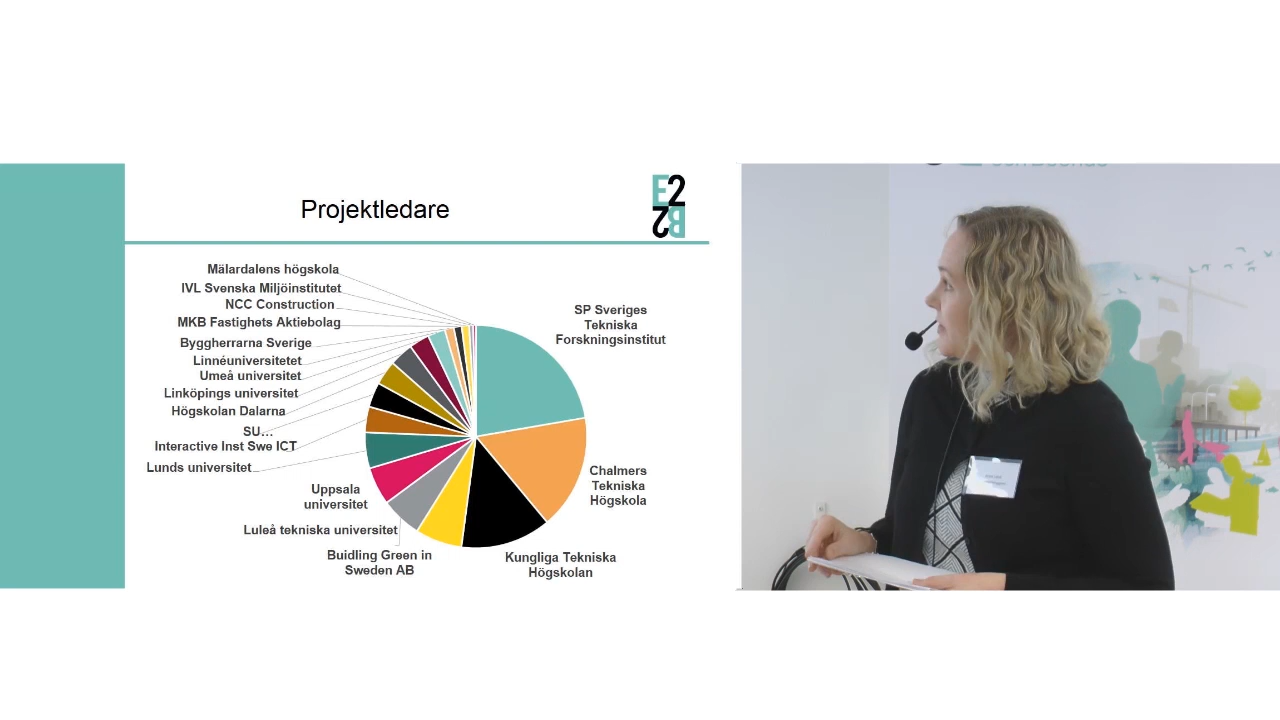 Projektledare
E2
B2
Mälardalens högskola
IVL Svenska Miljöinstitutet
NCC Construction
MKB Fastighets Aktiebolag
Byggherrarna Sverige
Linnéuniversitetet
Umeå universitet
Linköpings universitet
Högskolan Dalarna
SU...
Interactive Inst Swe ICT
Lunds universitet
Uppsala
universitet
Luleå tekniska universitet
Buidling Green in
Sweden AB
Kungliga Tekniska
Högskolan
Chalmers
Tekniska
Högskola
SP Sveriges
Tekniska
Forskningsinstitut